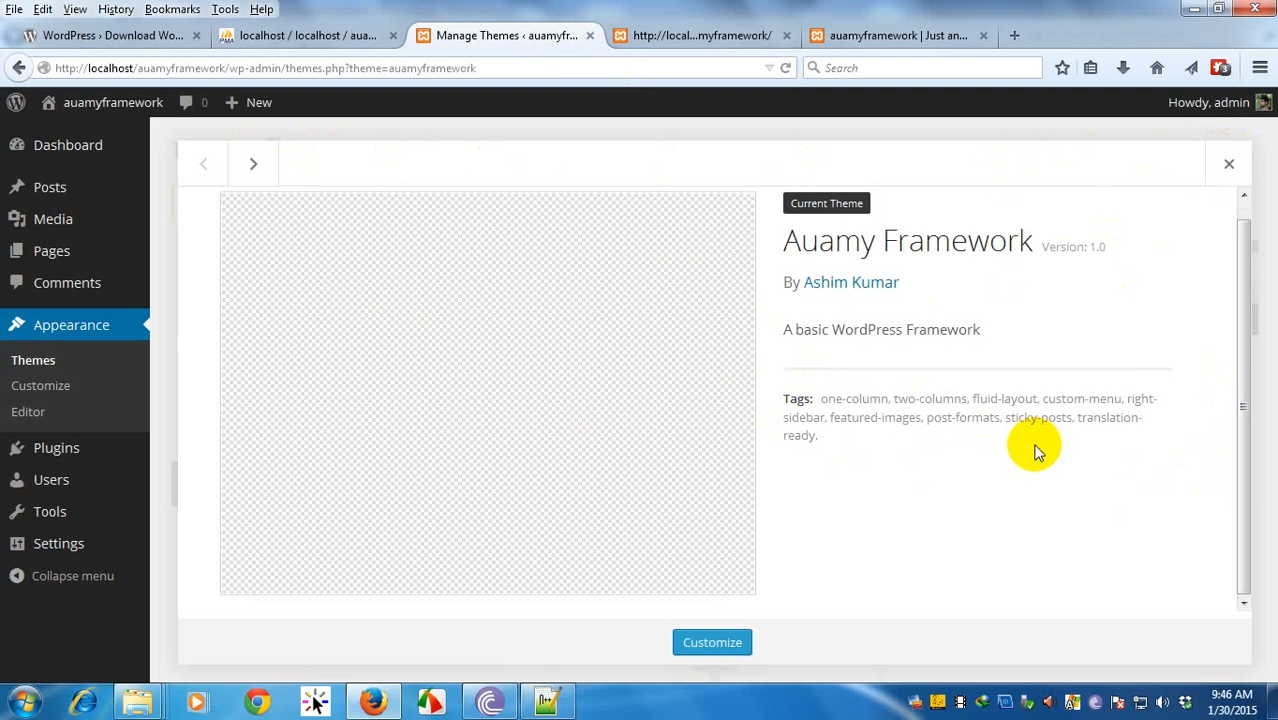 File Edit View History Bookmarks Tools Help
WordPress › Download Wo... × localhost / localhost / aua... × Manage Themes ‹ auamyfr... × http://local...myframework/ × auamyframework | Just an... ×
http://localhost/auamyframework/wp-admin/themes.php?theme=auamyframework Search 3
auamyframework 0 New Howdy, admin
Dashboard
Posts
Media
Pages
Comments
Appearance
Themes
Customize
Editor
Plugins
Users
Tools
Settings
Collapse menu
Current Theme
Auamy Framework Version: 1.0
By Ashim Kumar
A basic WordPress Framework
Tags: one-column, two-columns, fluid-layout, custom-menu, right-
sidebar, featured-images, post-formats, sticky-posts, translation-
ready.
Customize
9:46 AM
1/30/2015